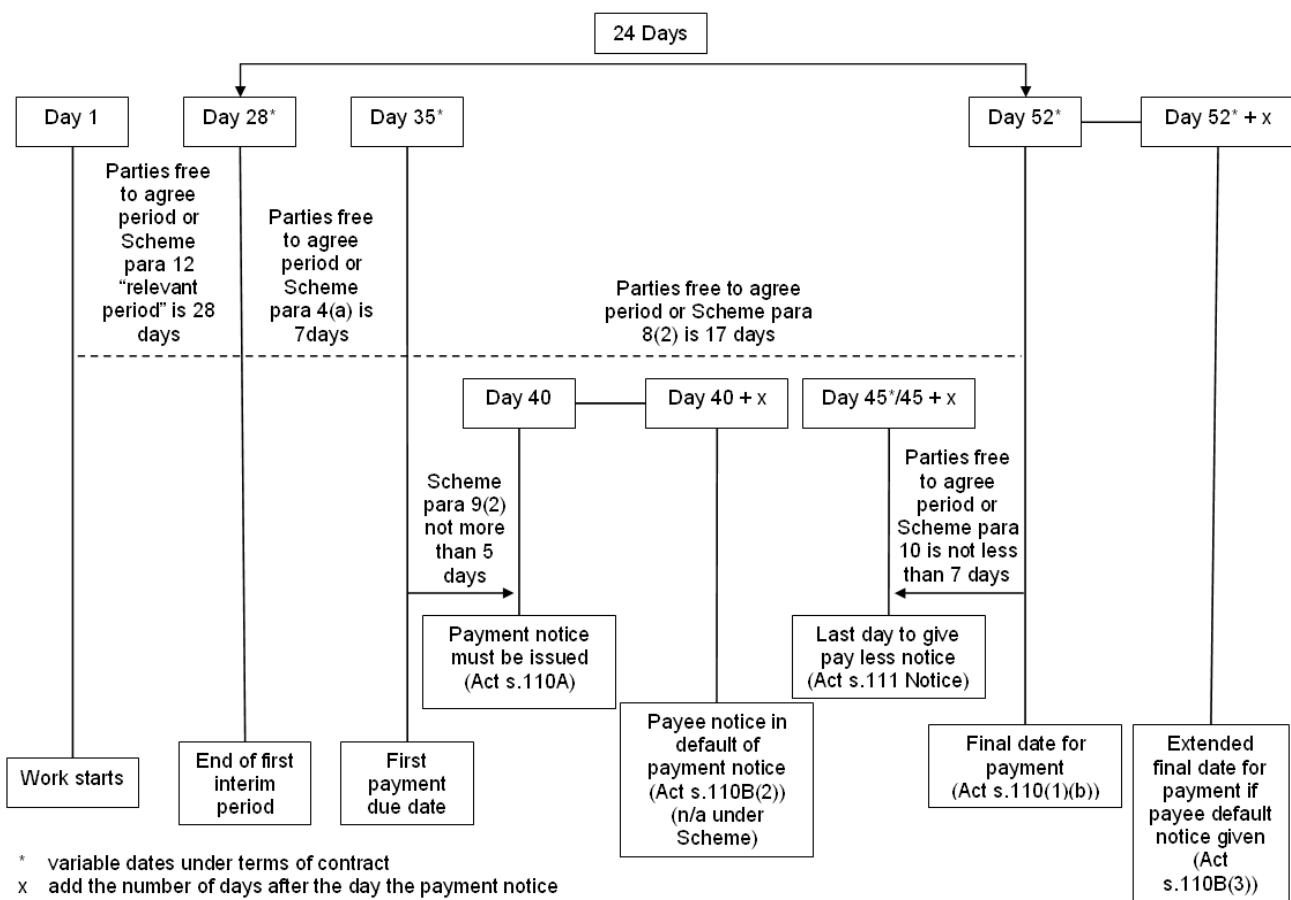 24 Days
Day 1
Day 28*
Day 35*
Day 52*
Day 52* + x
Parties free
to agree
period or
Scheme
para 12
“relevant
period” is 28
days
Parties free
to agree
period or
Scheme
para 4(a) is
7days
Parties free to agree
period or Scheme para
8(2) is 17 days
Day 40
Day 40 + x
Day 45*/45 + x
Scheme
para 9(2)
not more
than 5
days
Parties free
to agree
period or
Scheme para
10 is not less
than 7 days
Payment notice
must be issued
(Act s.110A)
Last day to give
pay less notice
(Act s.111 Notice)
Work starts
End of first
interim
period
First
payment
due date
Payee notice in
default of
payment notice
(Act s.110B(2))
(n/a under
Scheme)
Final date for
payment
(Act s.110(1)(b))
Extended
final date for
payment if
payee default
notice given
(Act
s.110B(3))
* variable dates under terms of contract
x add the number of days after the day the payment notice